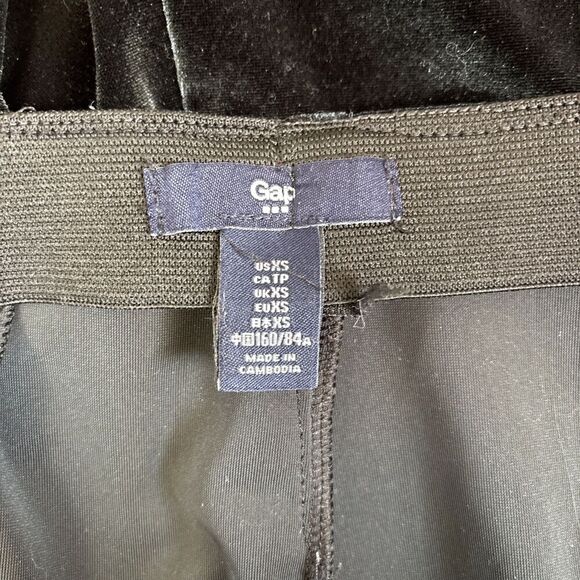 Gap
US XS
CA TP
UK XS
EU XS
日本 XS
中国 160/84A
MADE IN
CAMBODIA